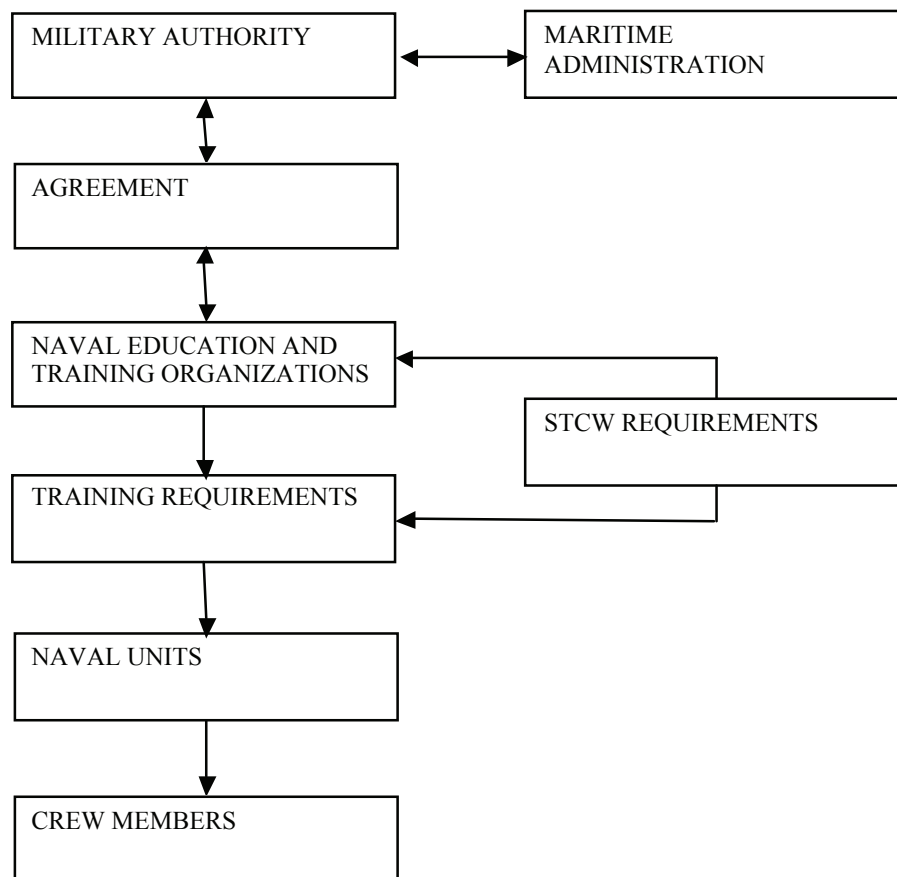 MILITARY AUTHORITY
MARITIME
ADMINISTRATION
AGREEMENT
NAVAL EDUCATION AND
TRAINING ORGANIZATIONS
STCW REQUIREMENTS
TRAINING REQUIREMENTS
NAVAL UNITS
CREW MEMBERS